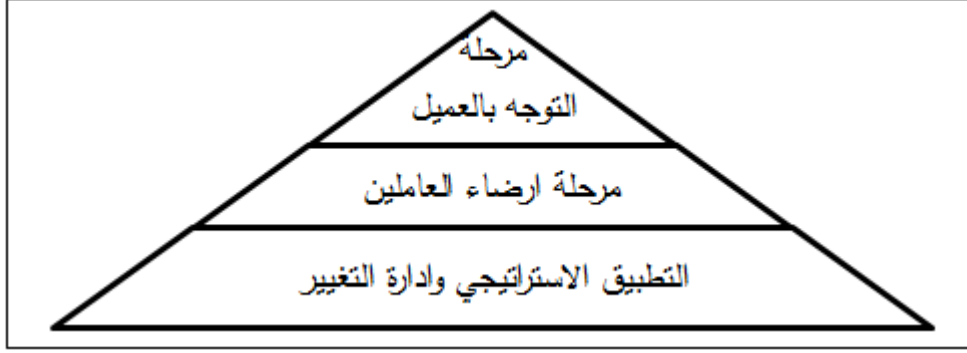 مرحلة
التوجه بالعميل
مرحلة ارضاء العاملين
التطبيق الاستراتيجي وادارة التغيير